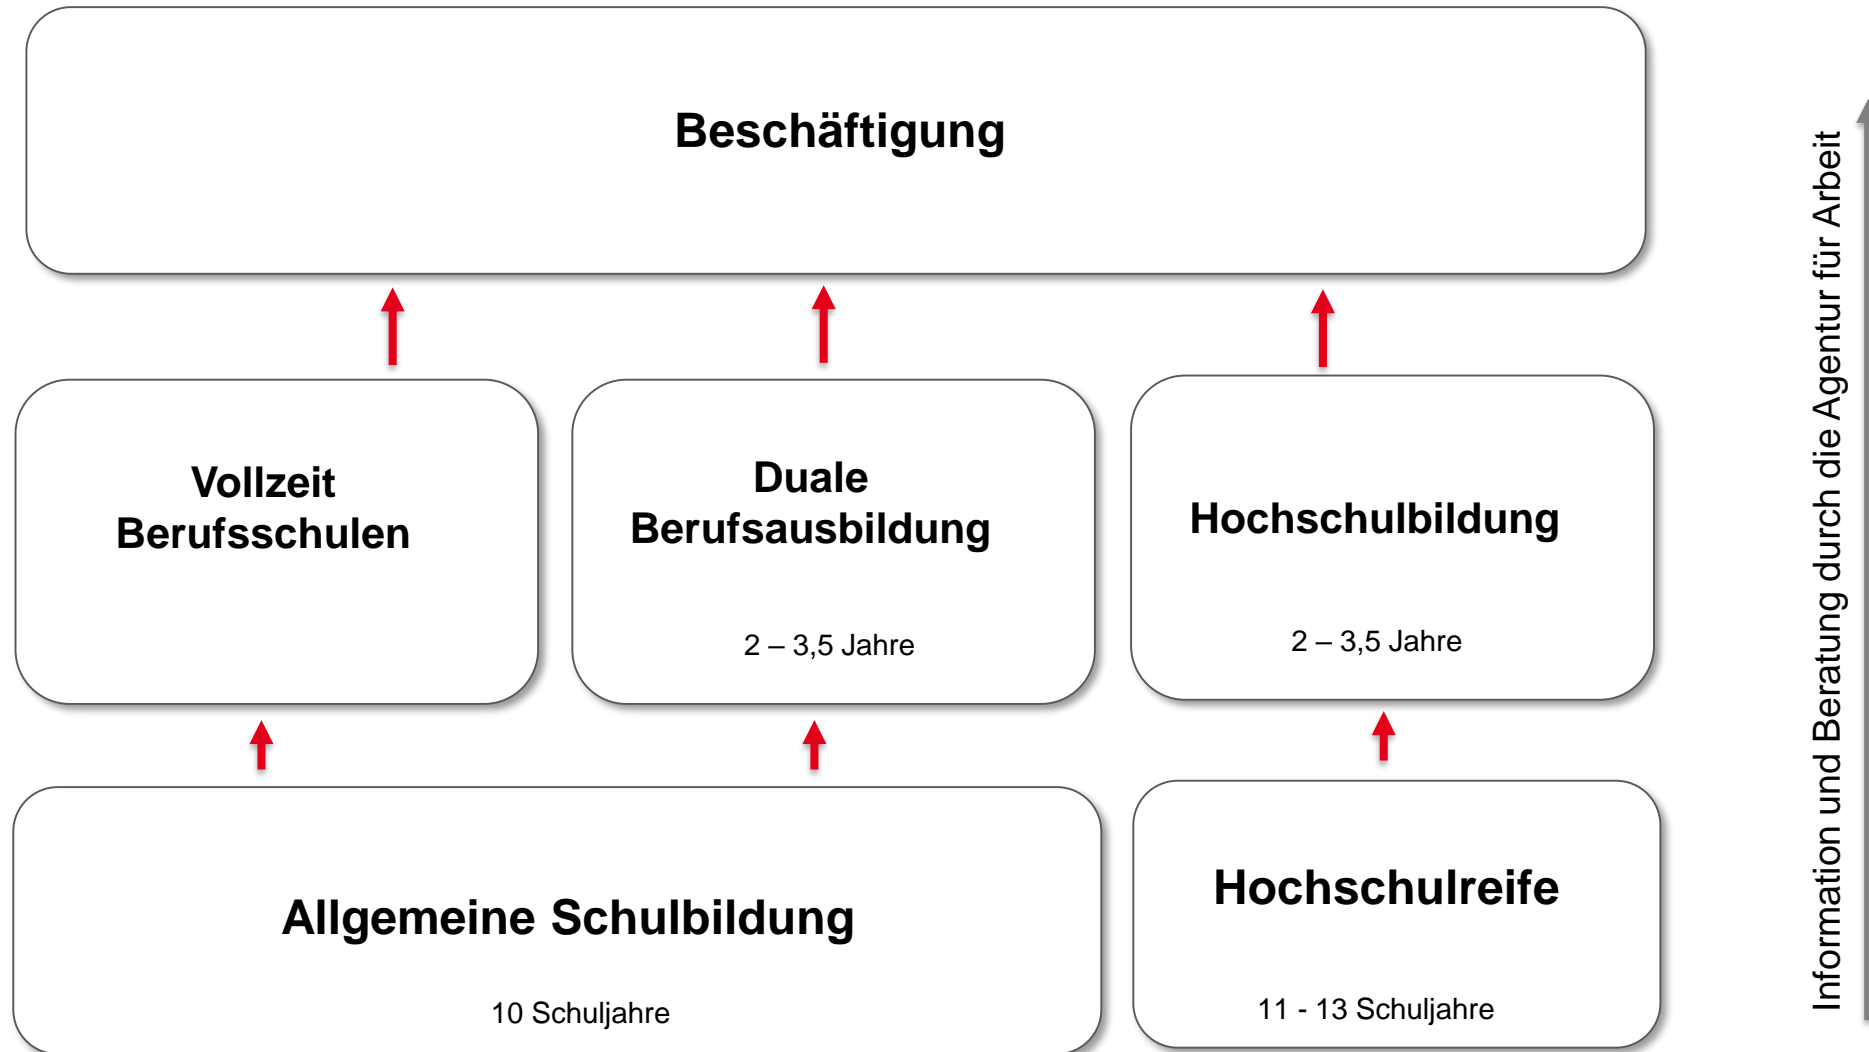 Beschäftigung
Vollzeit
Berufsschulen
Duale
Berufsausbildung
2 – 3,5 Jahre
Hochschulbildung
2 – 3,5 Jahre
Allgemeine Schulbildung
10 Schuljahre
Hochschulreife
11 - 13 Schuljahre
Information und Beratung durch die Agentur für Arbeit